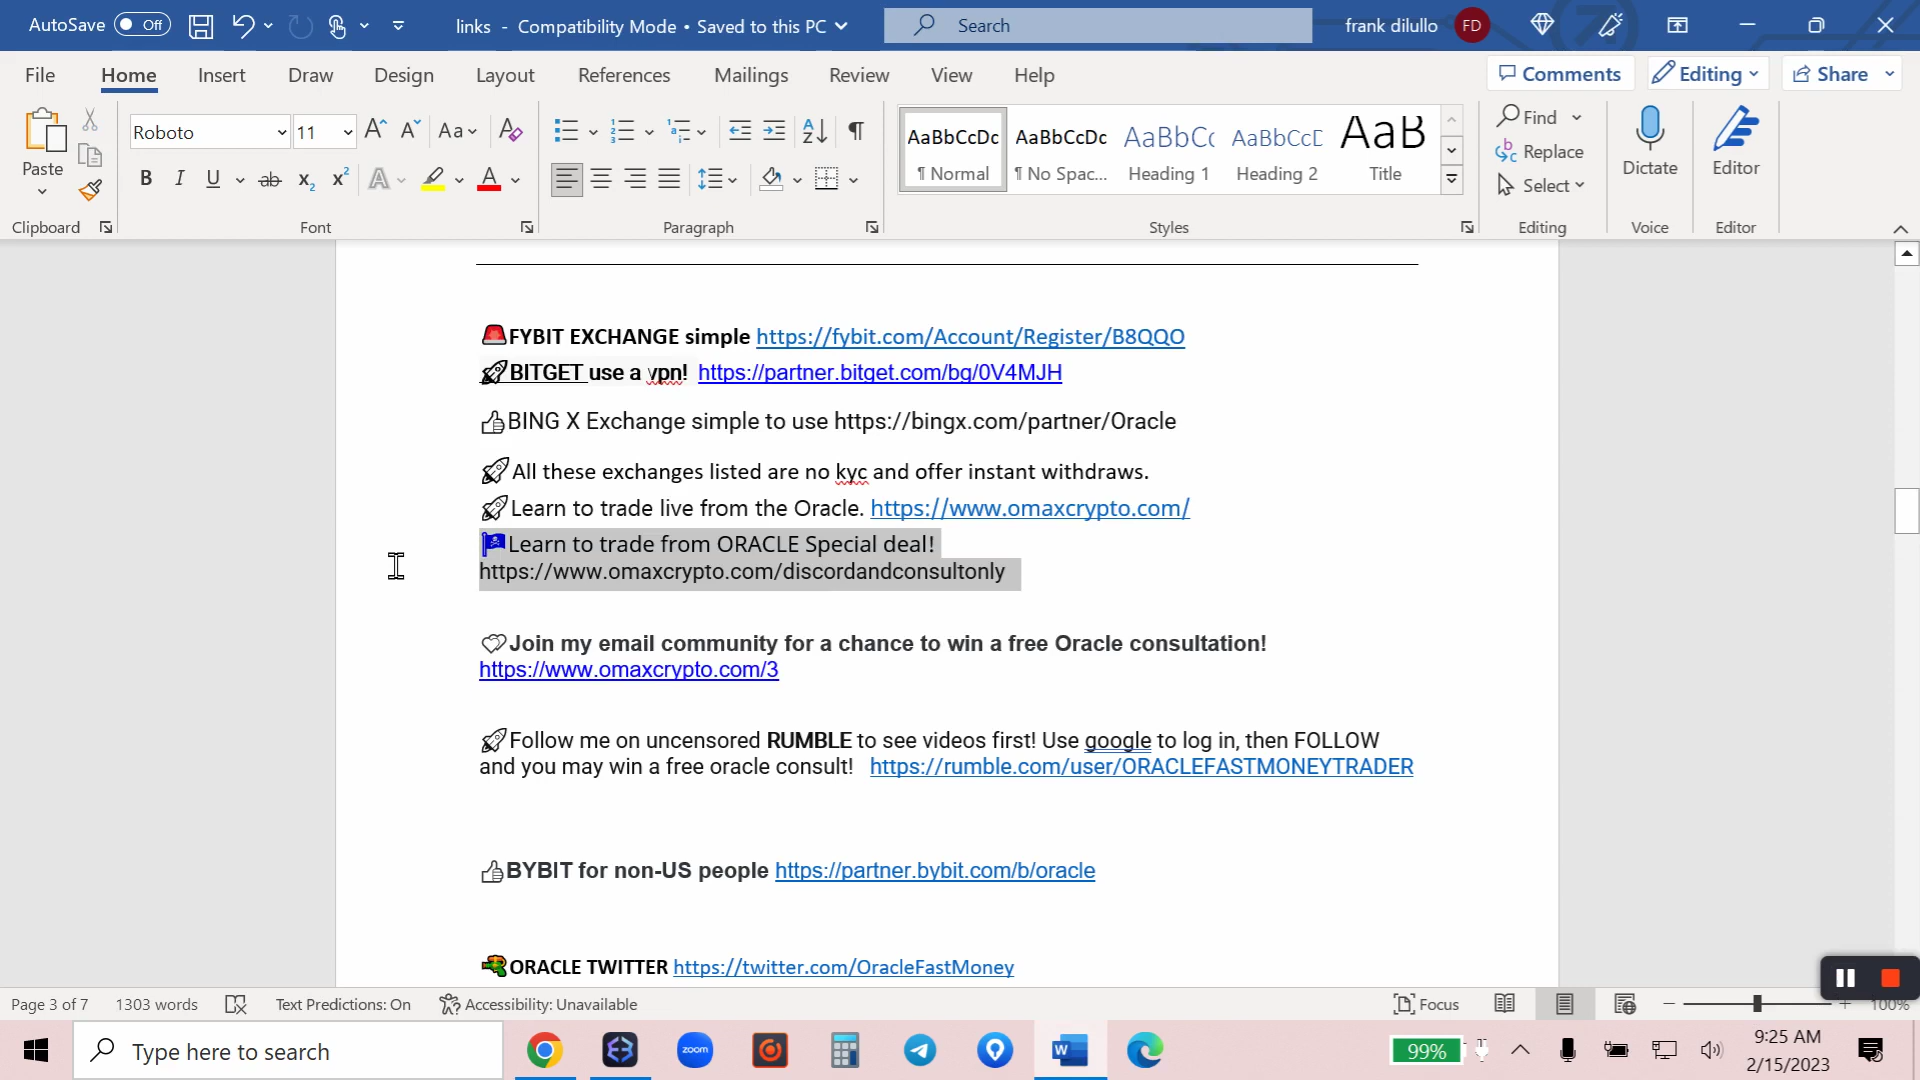 AutoSave Off links - Compatibility Mode • Saved to this PC Search frank dilullo FD
File Home Insert Draw Design Layout References Mailings Review View Help Comments Editing Share
Paste Roboto 11 Aa AaBbCcDc AaBbCcDc AaBbCc AaBbCcD AaB Find
Replace
B I U ab x₂ x² A A ¶ Normal ¶ No Spac... Heading 1 Heading 2 Title Select Dictate Editor
Clipboard Font Paragraph Styles Editing Voice Editor
FYBIT EXCHANGE simple https://fybit.com/Account/Register/B8QQO
BITGET use a vpn! https://partner.bitget.com/bg/0V4MJH
BING X Exchange simple to use https://bingx.com/partner/Oracle
All these exchanges listed are no kyc and offer instant withdraws.
Learn to trade live from the Oracle. https://www.omaxcrypto.com/
Learn to trade from ORACLE Special deal!
https://www.omaxcrypto.com/discordandconsultonly
Join my email community for a chance to win a free Oracle consultation!
https://www.omaxcrypto.com/3
Follow me on uncensored RUMBLE to see videos first! Use google to log in, then FOLLOW
and you may win a free oracle consult! https://rumble.com/user/ORACLEFASTMONEYTRADER
BYBIT for non-US people https://partner.bybit.com/b/oracle
ORACLE TWITTER https://twitter.com/OracleFastMoney
Page 3 of 7 1303 words Text Predictions: On Accessibility: Unavailable Focus 100%
Type here to search zoom W 99% 9:25 AM
2/15/2023